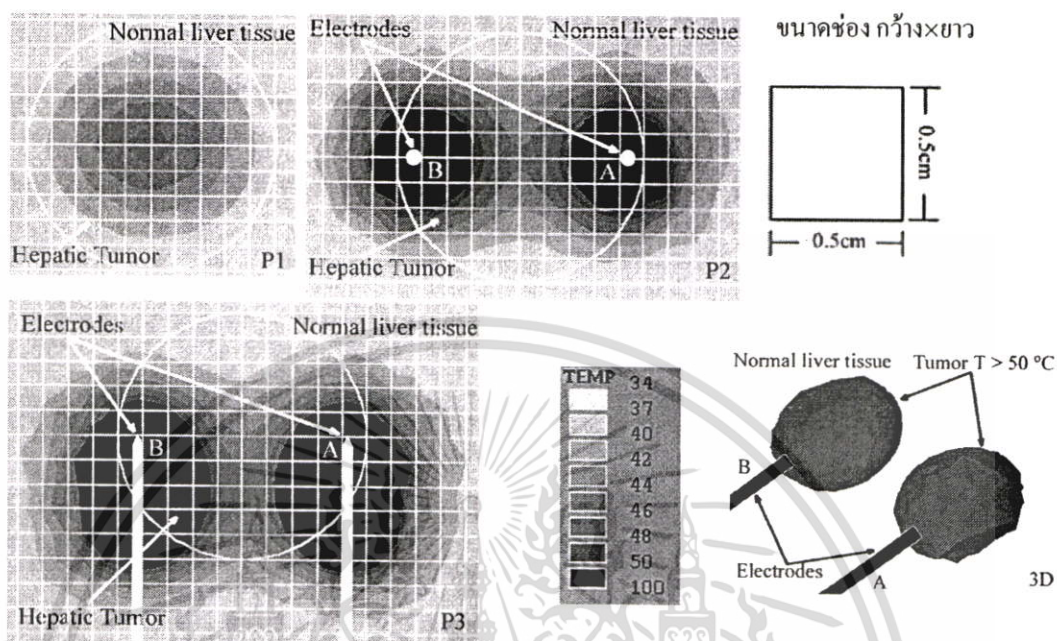 Normal liver tissue
Hepatic Tumor
P1
Electrodes
Normal liver tissue
B
A
Hepatic Tumor
P2
ขนาดช่อง กว้าง×ยาว
0.5cm
0.5cm
Electrodes
Normal liver tissue
B
A
Hepatic Tumor
P3
TEMP
34
37
40
42
44
46
48
50
100
Normal liver tissue
Tumor T > 50 °C
B
Electrodes
A
3D